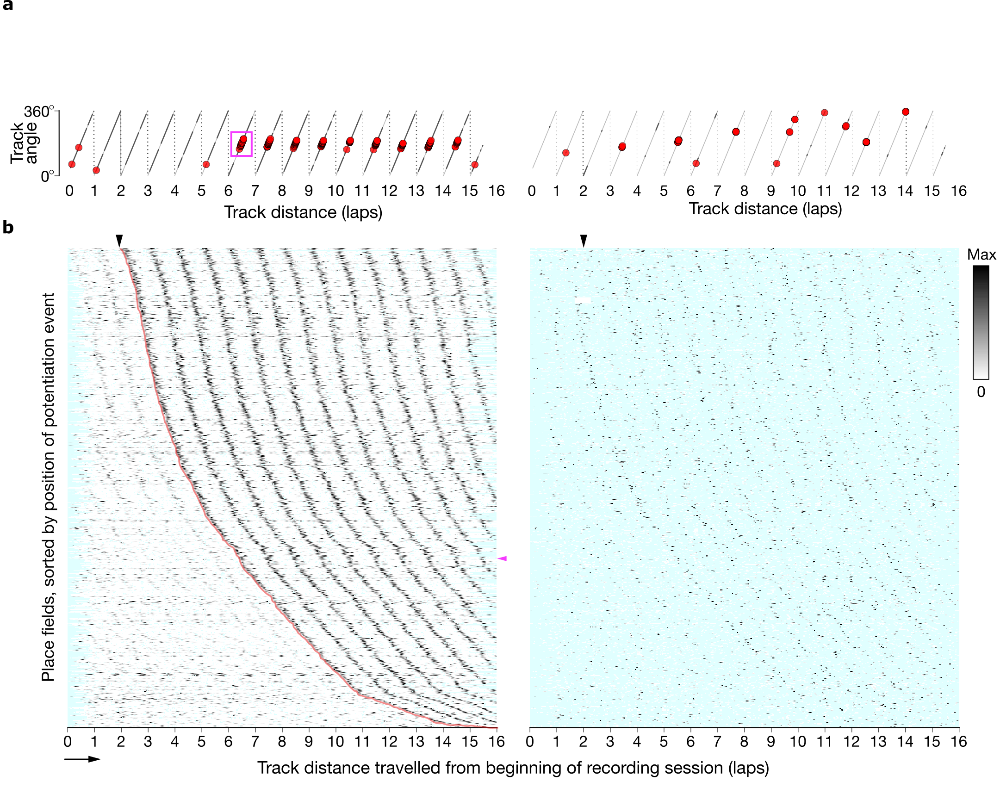 a
360°
Track
angle
0°
0 1 2 3 4 5 6 7 8 9 10 11 12 13 14 15 16
Track distance (laps)
0 1 2 3 4 5 6 7 8 9 10 11 12 13 14 15 16
Track distance (laps)
b
Place fields, sorted by position of potentiation event
0 1 2 3 4 5 6 7 8 9 10 11 12 13 14 15 16
0 1 2 3 4 5 6 7 8 9 10 11 12 13 14 15 16
Max
0
Track distance travelled from beginning of recording session (laps)